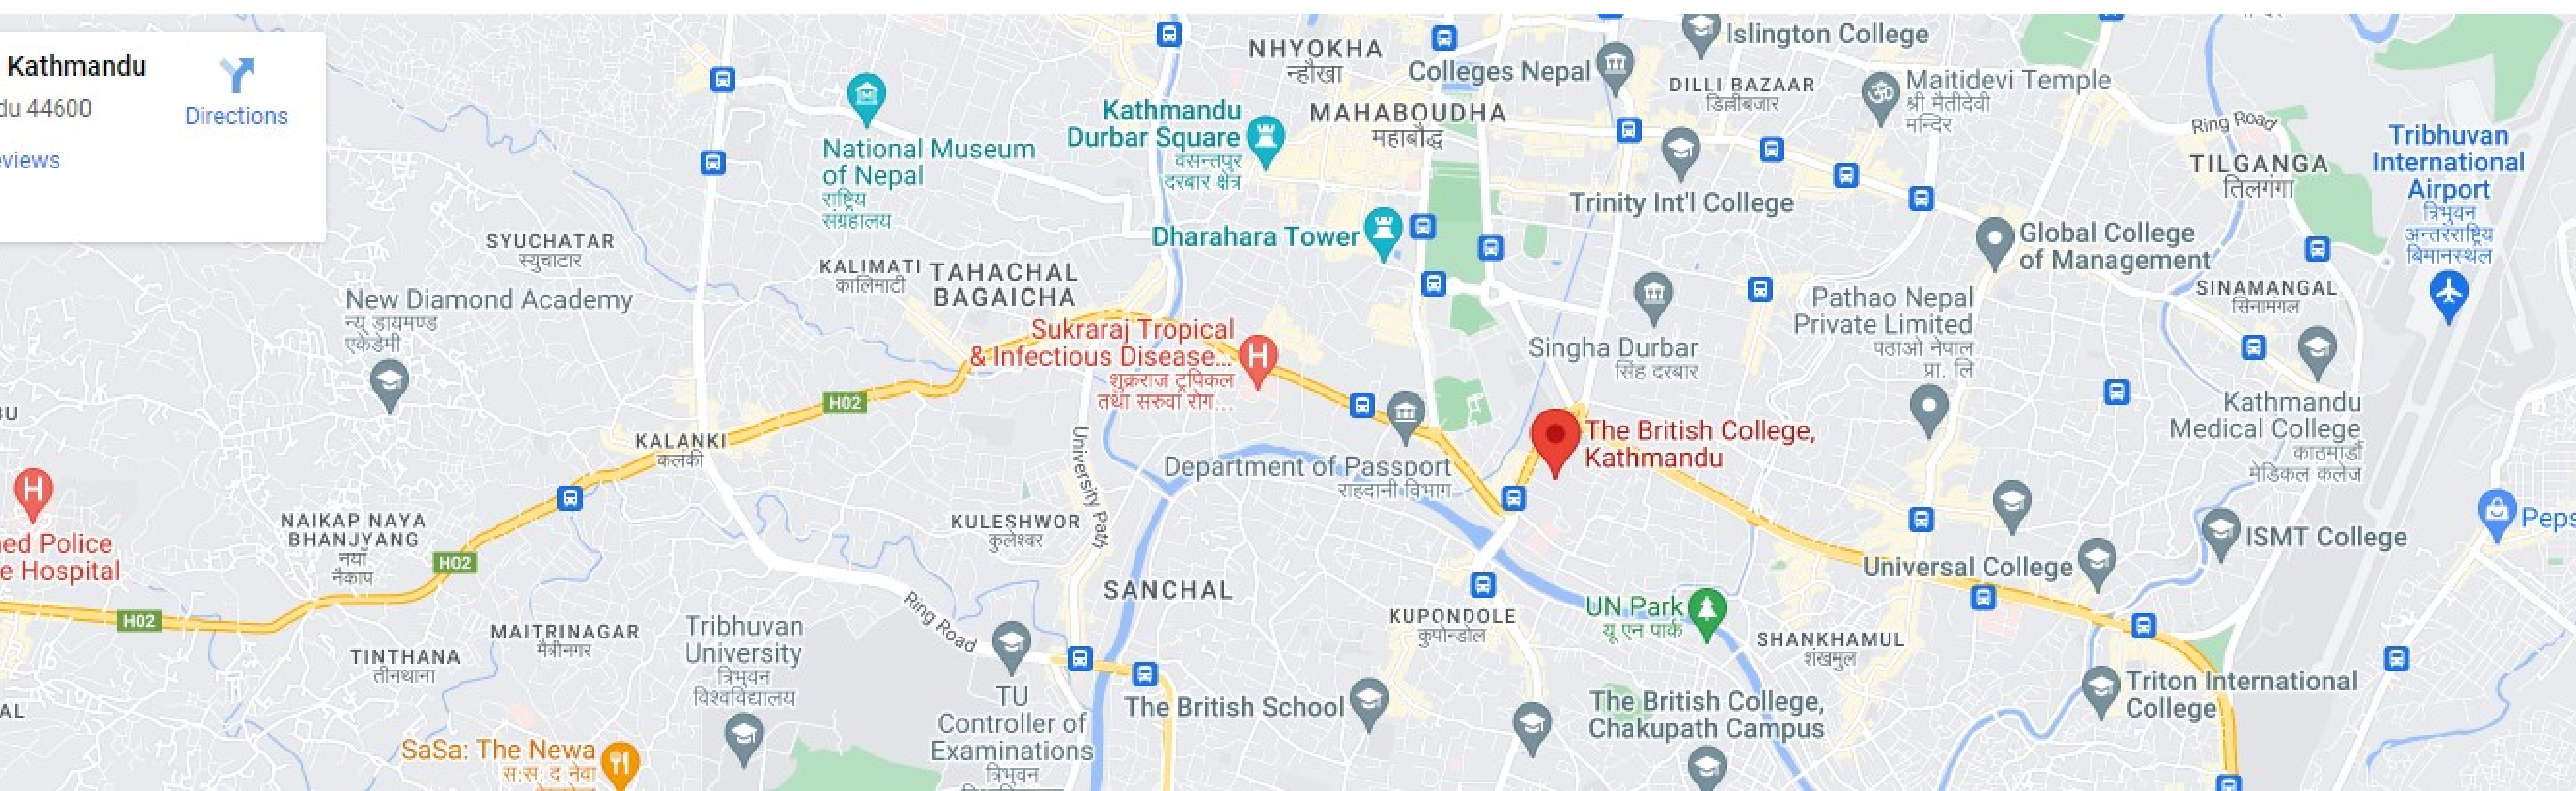 Kathmandu
du 44600
Directions
eviews
NHYOKHA
न्हौखा
Islington College
Colleges Nepal
DILLI BAZAAR
डिल्लीबजार
Maitidevi Temple
श्री मैतीदेवी
मन्दिर
Kathmandu
Durbar Square
वसन्तपुर
दरबार क्षेत्र
MAHABOUDHA
महाबौद्ध
Ring Road
TILGANGA
तिलगंगा
Tribhuvan
International
Airport
त्रिभुवन
अन्तर्राष्ट्रिय
बिमानस्थल
National Museum
of Nepal
राष्ट्रिय
संग्रहालय
Trinity Int'l College
Dharahara Tower
Global College
of Management
SYUCHATAR
स्युचाटार
KALIMATI
कालिमाटी
TAHACHAL
BAGAICHA
SINAMANGAL
सिनामंगल
New Diamond Academy
न्यू डायमण्ड
एकेडेमी
Pathao Nepal
Private Limited
पठाओ नेपाल
प्रा. लि
Sukraraj Tropical
& Infectious Disease...
शुक्रराज ट्रपिकल
तथा सरुवा रोग...
Singha Durbar
सिंह दरबार
H02
BU
KALANKI
कलंकी
The British College,
Kathmandu
Kathmandu
Medical College
काठमाडौं
मेडिकल कलेज
Department of Passport
राहदानी विभाग
University Path
NAIKAP NAYA
BHANJYANG
नयाँ
नैकाप
KULESHWOR
कुलेश्वर
ned Police
e Hospital
H02
ISMT College
Peps
Universal College
H02
SANCHAL
Ring Road
KUPONDOLE
कुपोन्डोल
UN Park
यू एन पार्क
SHANKHAMUL
शंखमुल
MAITRINAGAR
मैत्रीनगर
TINTHANA
तीनथाना
Tribhuvan
University
त्रिभुवन
विश्वविद्यालय
TU
Controller of
Examinations
त्रिभुवन
The British School
The British College,
Chakupath Campus
Triton International
College
AL
SaSa: The Newa
स:स: द नेवा